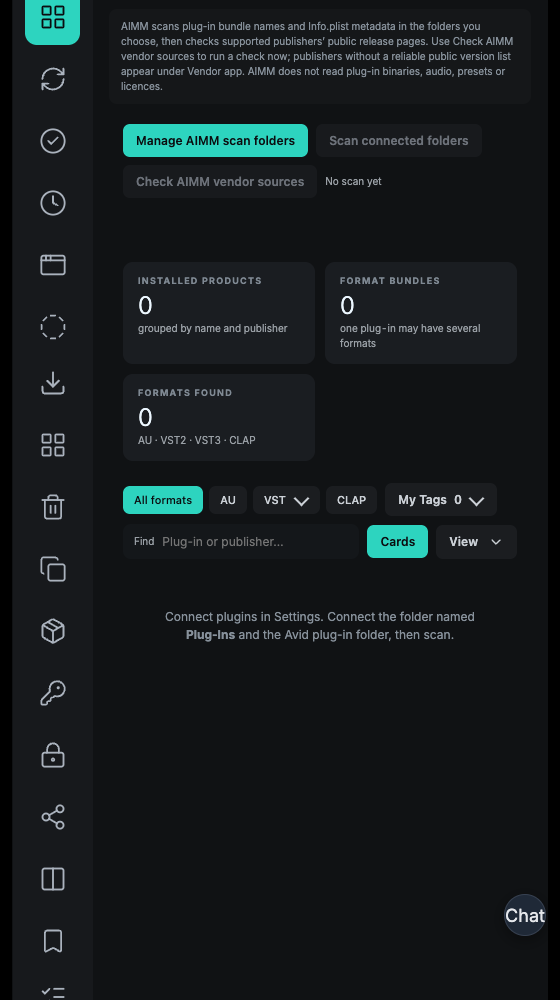 AIMM scans plug-in bundle names and Info.plist metadata in the folders you
choose, then checks supported publishers' public release pages. Use Check AIMM
vendor sources to run a check now; publishers without a reliable public version list
appear under Vendor app. AIMM does not read plug-in binaries, audio, presets or
licences.
Manage AIMM scan folders
Scan connected folders
Check AIMM vendor sources
No scan yet
INSTALLED PRODUCTS
0
grouped by name and publisher
FORMAT BUNDLES
0
one plug-in may have several
formats
FORMATS FOUND
0
AU · VST2 · VST3 · CLAP
All formats
AU
VST
CLAP
My Tags 0
Find
Plug-in or publisher...
Cards
View
Connect plugins in Settings. Connect the folder named
Plug-Ins and the Avid plug-in folder, then scan.
Chat